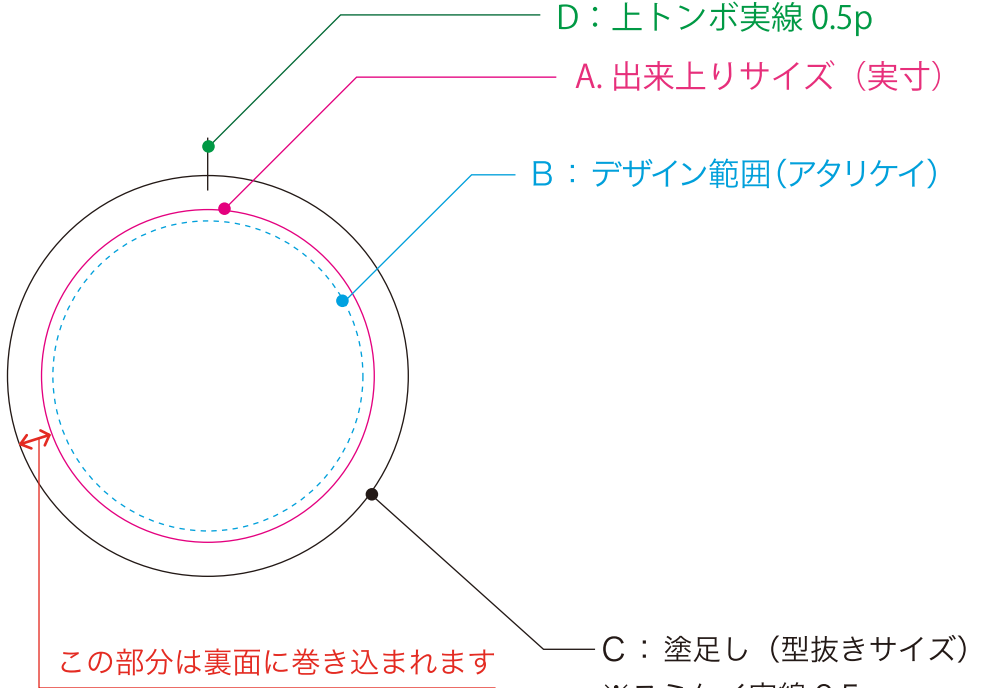 D：上トンボ実線 0.5p
A. 出来上りサイズ（実寸）
B：デザイン範囲（アタリケイ）
C：塗足し（型抜きサイズ）
この部分は裏面に巻き込まれます